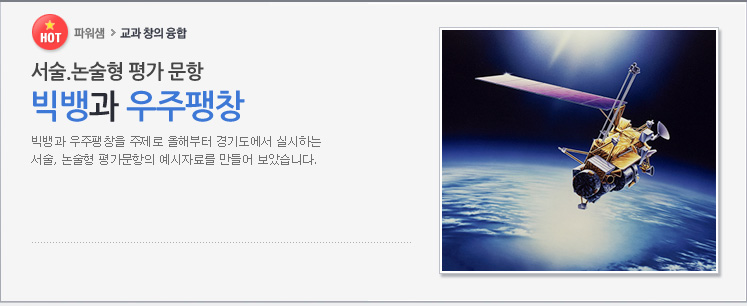 HOT 파워샘 > 교과 창의 융합
서술.논술형 평가 문항
빅뱅과 우주팽창
빅뱅과 우주팽창을 주제로 올해부터 경기도에서 실시하는
서술, 논술형 평가문항의 예시자료를 만들어 보았습니다.